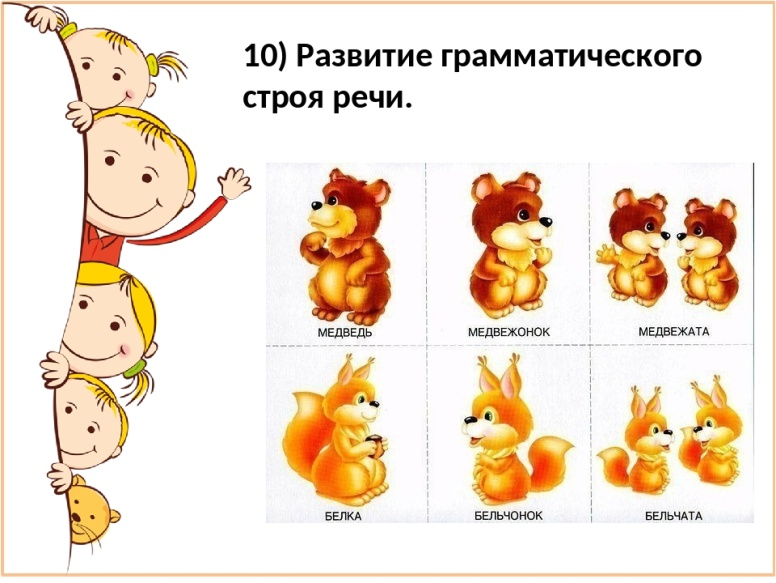 10) Развитие грамматического
строя речи.
МЕДВЕДЬ
МЕДВЕЖОНОК
МЕДВЕЖАТА
БЕЛКА
БЕЛЬЧОНОК
БЕЛЬЧАТА